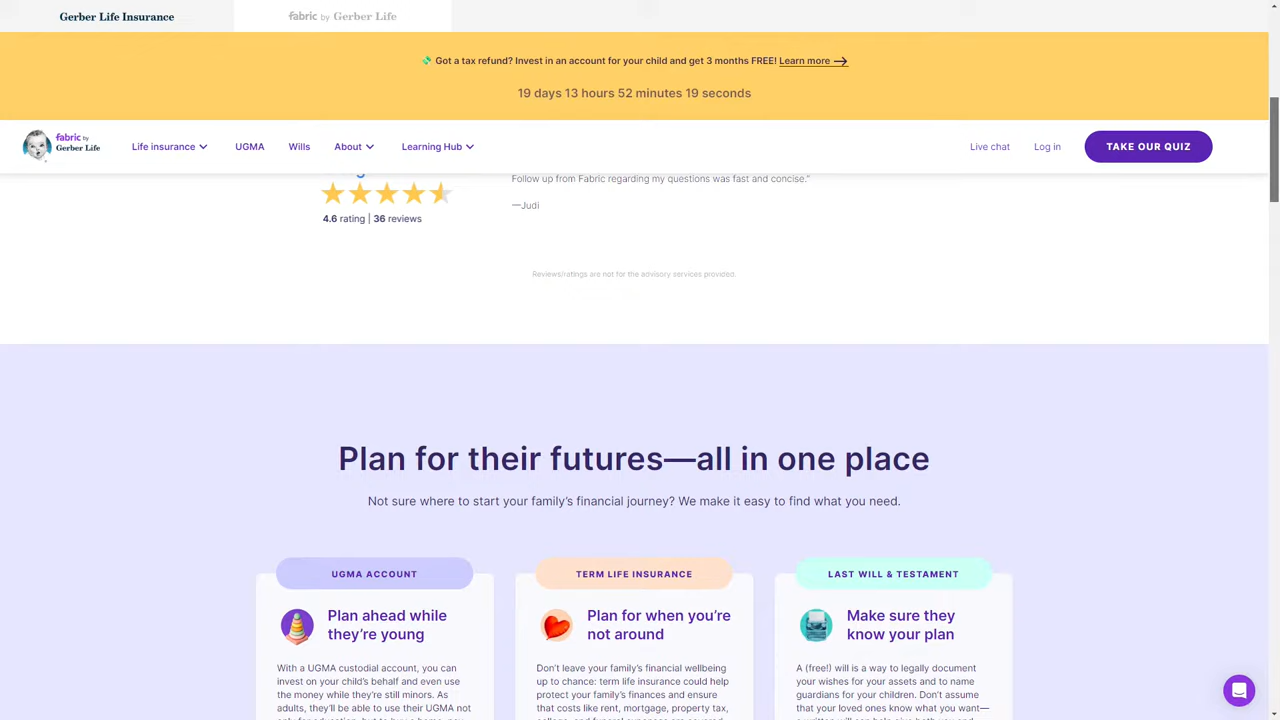 Gerber Life Insurance
fabric by Gerber Life
Got a tax refund? Invest in an account for your child and get 3 months FREE! Learn more
19 days 13 hours 52 minutes 19 seconds
fabric by
Gerber Life
Life insurance
UGMA
Wills
About
Learning Hub
Live chat
Log in
TAKE OUR QUIZ
Follow up from Fabric regarding my questions was fast and concise."
—Judi
4.6 rating | 36 reviews
Reviews/ratings are not for the advisory services provided.
Plan for their futures—all in one place
Not sure where to start your family's financial journey? We make it easy to find what you need.
UGMA ACCOUNT
Plan ahead while
they're young
With a UGMA custodial account, you can
invest on your child's behalf and even use
the money while they're still minors. As
adults, they'll be able to use their UGMA not
TERM LIFE INSURANCE
Plan for when you're
not around
Don't leave your family's financial wellbeing
up to chance: term life insurance could help
protect your family's finances and ensure
that costs like rent, mortgage, property tax,
LAST WILL & TESTAMENT
Make sure they
know your plan
A (free!) will is a way to legally document
your wishes for your assets and to name
guardians for your children. Don't assume
that your loved ones know what you want—